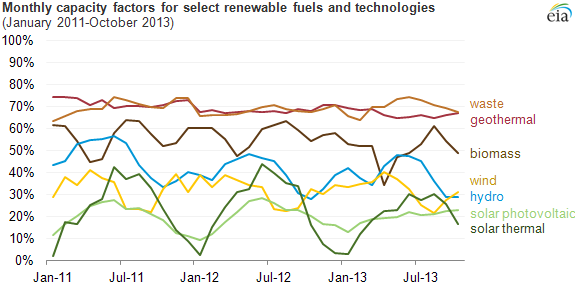 Monthly capacity factors for select renewable fuels and technologies
(January 2011-October 2013)
eia
100%
90%
80%
70%
60%
50%
40%
30%
20%
10%
0%
waste
geothermal
biomass
wind
hydro
solar photovoltaic
solar thermal
Jan-11 Jul-11 Jan-12 Jul-12 Jan-13 Jul-13